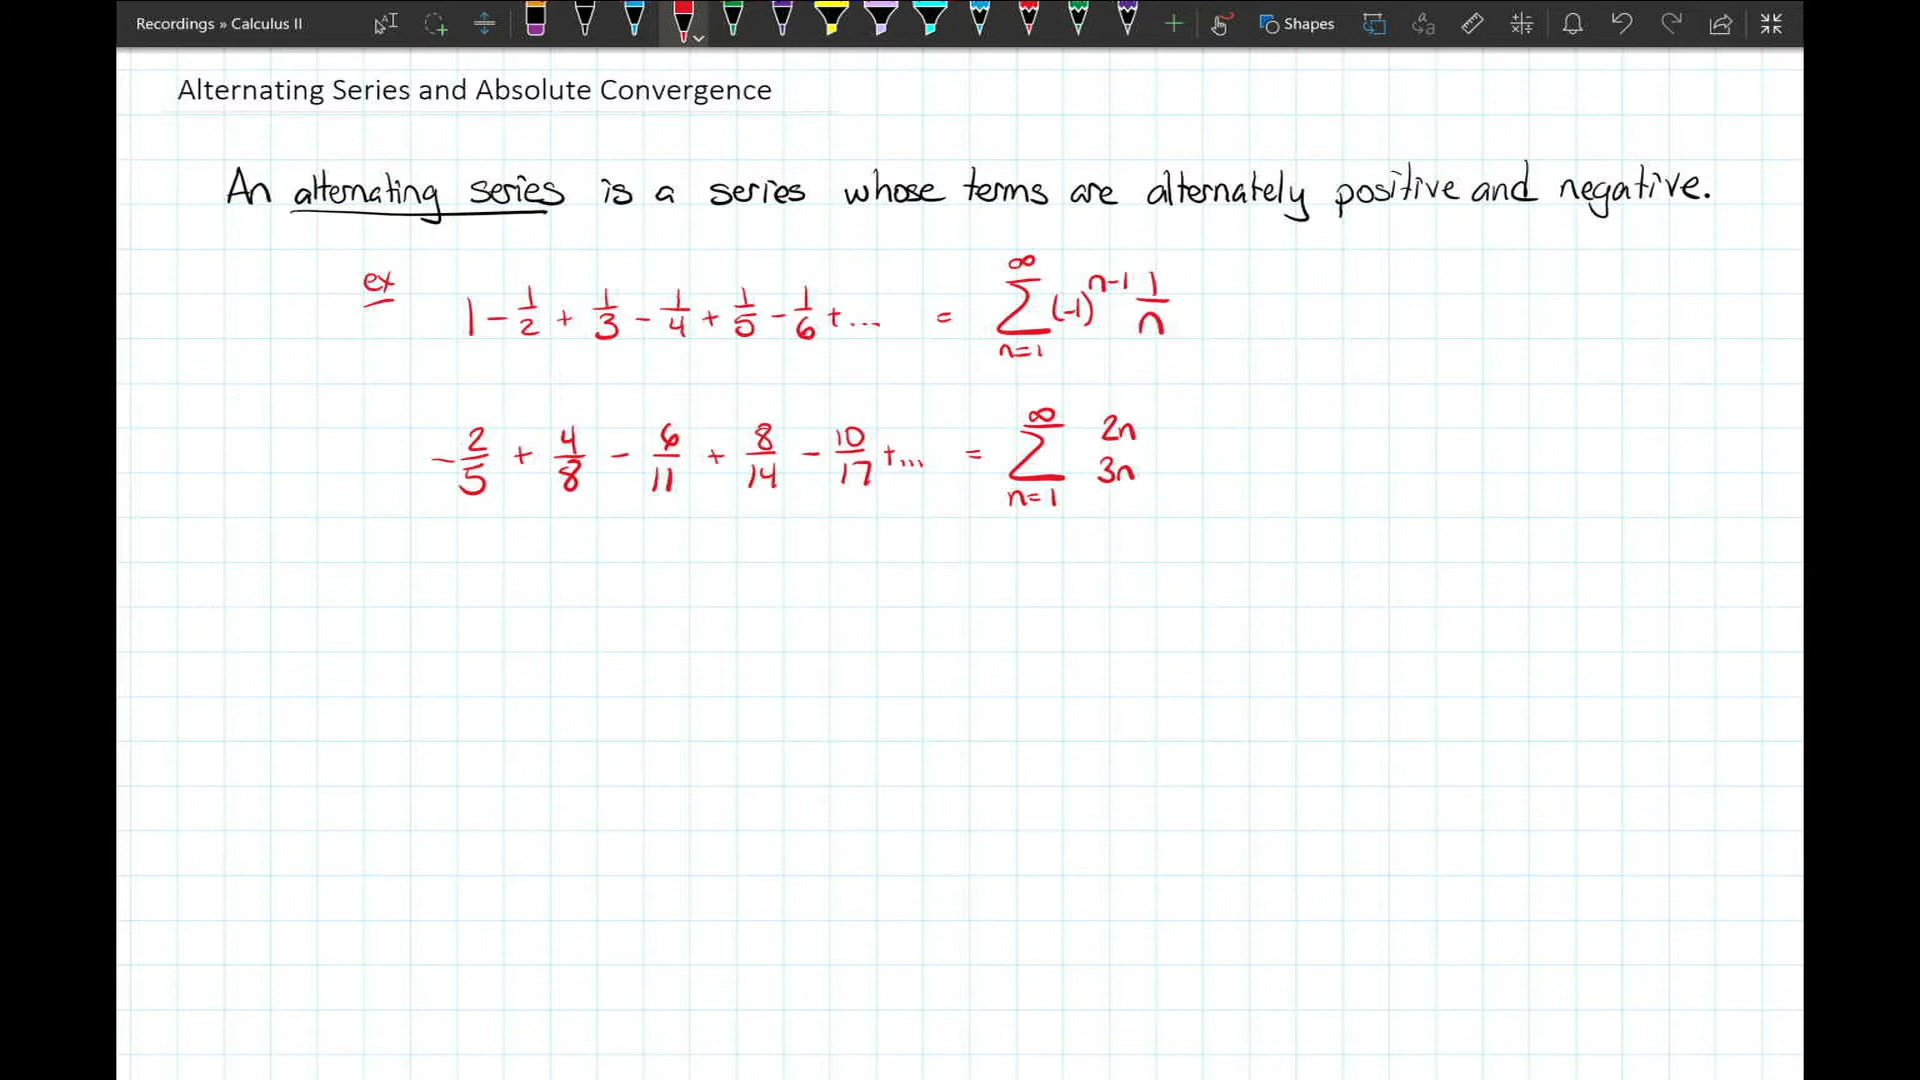 Recordings » Calculus II Shapes
Alternating Series and Absolute Convergence
An alternating series is a series whose terms are alternately positive and negative.
ex 1 - 1/2 + 1/3 - 1/4 + 1/5 - 1/6 + ... = ∑_{n=1}^{∞} (-1)^{n-1} 1/n
- 2/5 + 4/8 - 6/11 + 8/14 - 10/17 + ... = ∑_{n=1}^{∞} 2n 3n